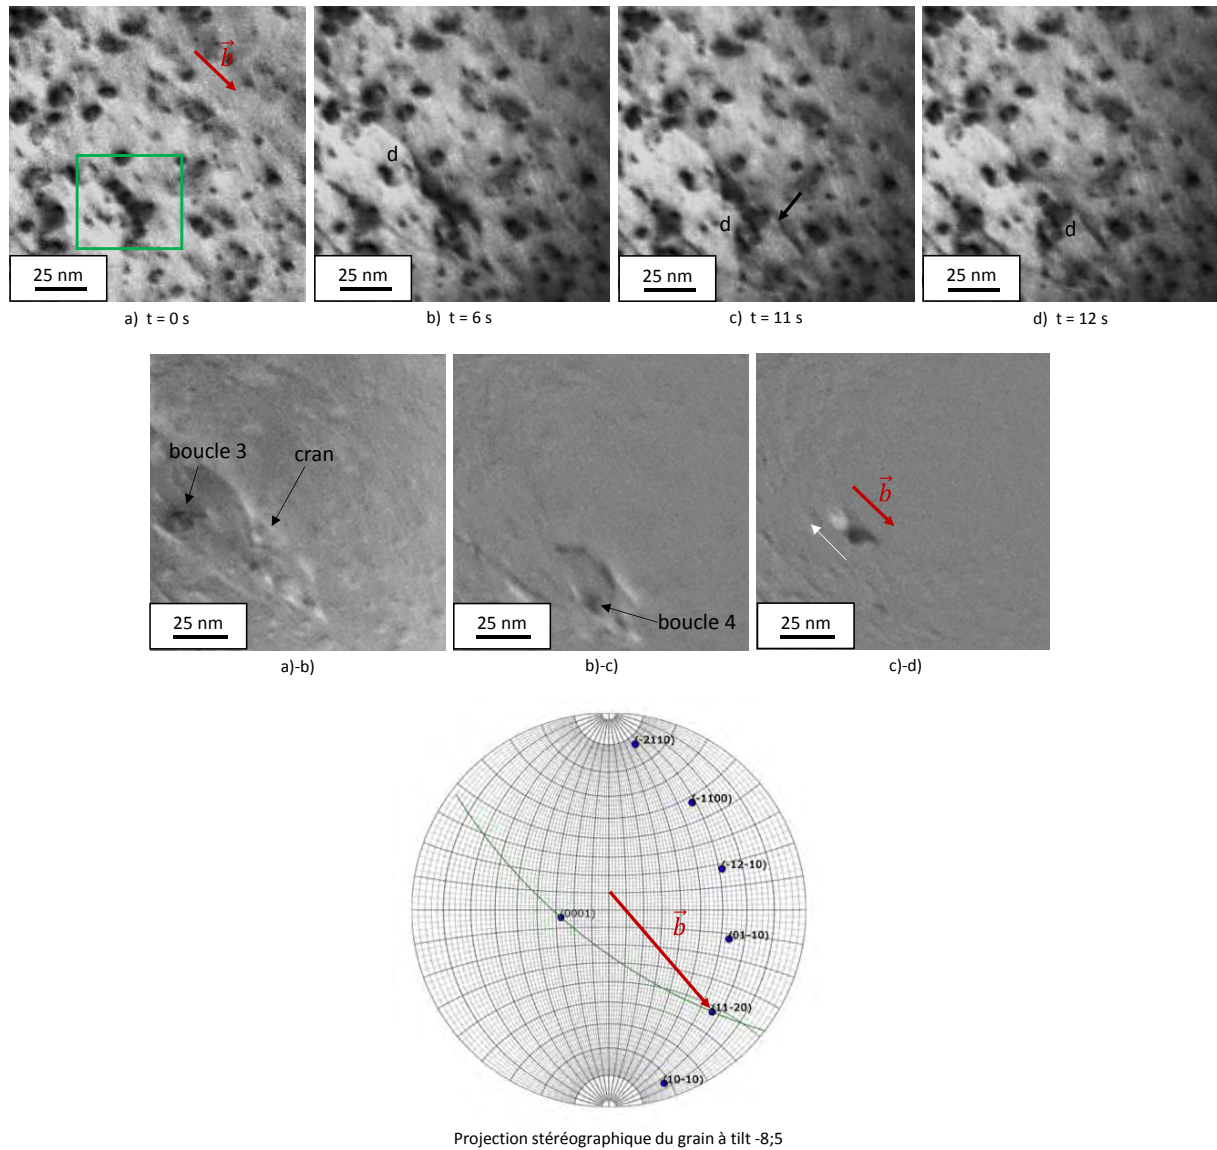 b
d
d
d
25 nm
25 nm
25 nm
25 nm
a) t = 0 s
b) t = 6 s
c) t = 11 s
d) t = 12 s
boucle 3
cran
boucle 4
b
25 nm
25 nm
25 nm
a)-b)
b)-c)
c)-d)
(-2110)
(-1100)
(-12-10)
(0001)
b
(01-10)
(11-20)
(10-10)
Projection stéréographique du grain à tilt -8;5